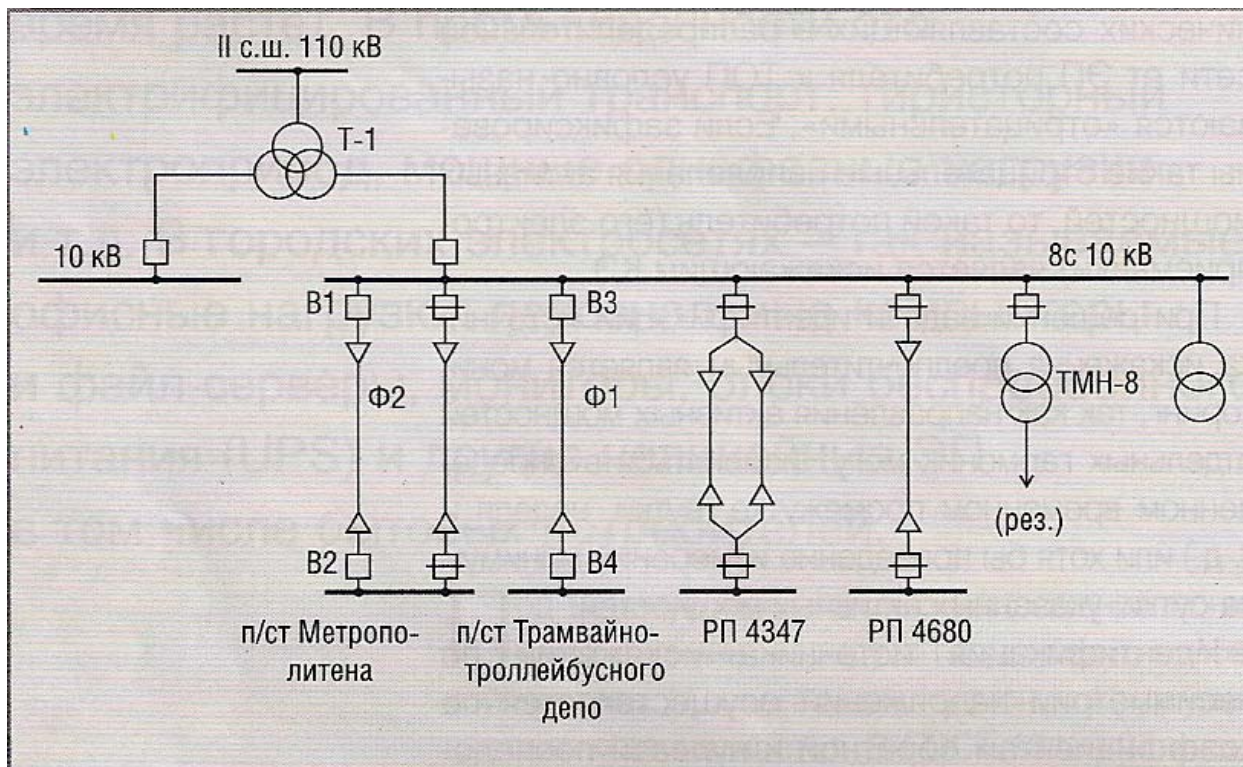 II с.ш. 110 кВ
Т-1
10 кВ
8с 10 кВ
В1
В3
Ф2
Ф1
ТМН-8
(рез.)
В2
В4
п/ст Метропо-
литена
п/ст Трамвайно-
троллейбусного
депо
РП 4347
РП 4680